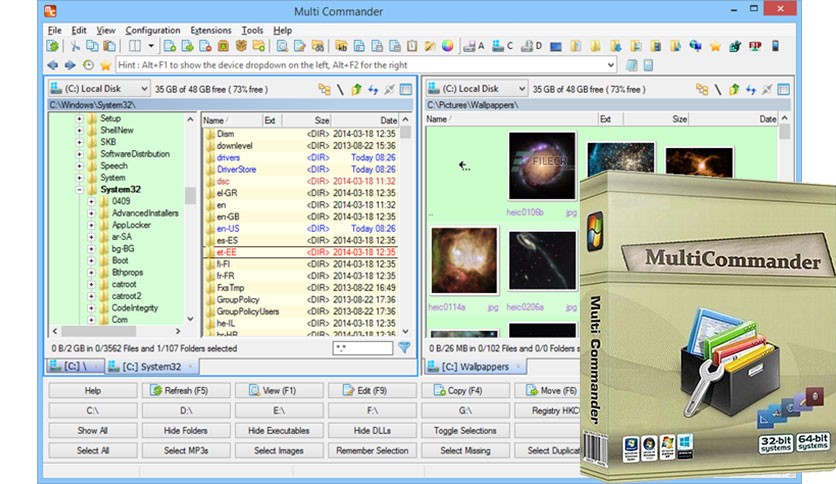 Multi Commander
File Edit View Configuration Extensions Tools Help
Hint : Alt+F1 to show the device dropdown on the left, Alt+F2 for the right
(C:) Local Disk 35 GB of 48 GB free ( 73% free )
C:\Windows\System32\
Setup
ShellNew
SKB
SoftwareDistribution
Speech
System
System32
0409
AdvancedInstallers
AppLocker
ar-SA
bg-BG
Boot
Bthprops
catroot
catroot2
CodeIntegrity
Com
Name Ext Size Date
Dism <DIR> 2014-03-18 12:35
downlevel <DIR> 2013-08-22 15:36
drivers <DIR> Today 08:26
DriverStore <DIR> Today 08:26
dsc <DIR> 2014-03-18 11:32
el-GR <DIR> 2014-03-18 12:35
en <DIR> 2014-03-18 11:32
en-GB <DIR> 2014-03-18 12:35
en-US <DIR> Today 08:26
es-ES <DIR> 2014-03-18 12:35
et-EE <DIR> 2014-03-18 12:35
fi-FI <DIR> 2014-03-18 12:35
fr-FR <DIR> 2014-03-18 12:35
FxsTmp <DIR> 2013-08-22 16:49
GroupPolicy <DIR> 2013-08-22 17:36
GroupPolicyUsers <DIR> 2013-08-22 17:36
he-IL <DIR> 2014-03-18 12:35
0 B/2 GB in 0/3562 Files and 1/107 Folders selected
*.*
[C:] \ [C:] System32
(C:) Local Disk 35 GB of 48 GB free ( 73% free )
C:\Pictures\Wallpappers\
Name Ext Size Date
..
heic0106b jpg
FILECR
heic0114a jpg
heic0206a jpg
0 B/26 MB in 0/102 Files and 0/0 Folders
[C:] Wallpappers
Help Refresh (F5) View (F1) Edit (F9) Copy (F4) Move (F6)
C:\ D:\ E:\ F:\ G:\ Registry HKCU
Show All Hide Folders Hide Executables Hide DLLs Toggle Selections
Select All Select MP3s Select Images Remember Selection Select Missing Select Duplica
MultiCommander
Multi Commander
32-bit systems
64-bit systems